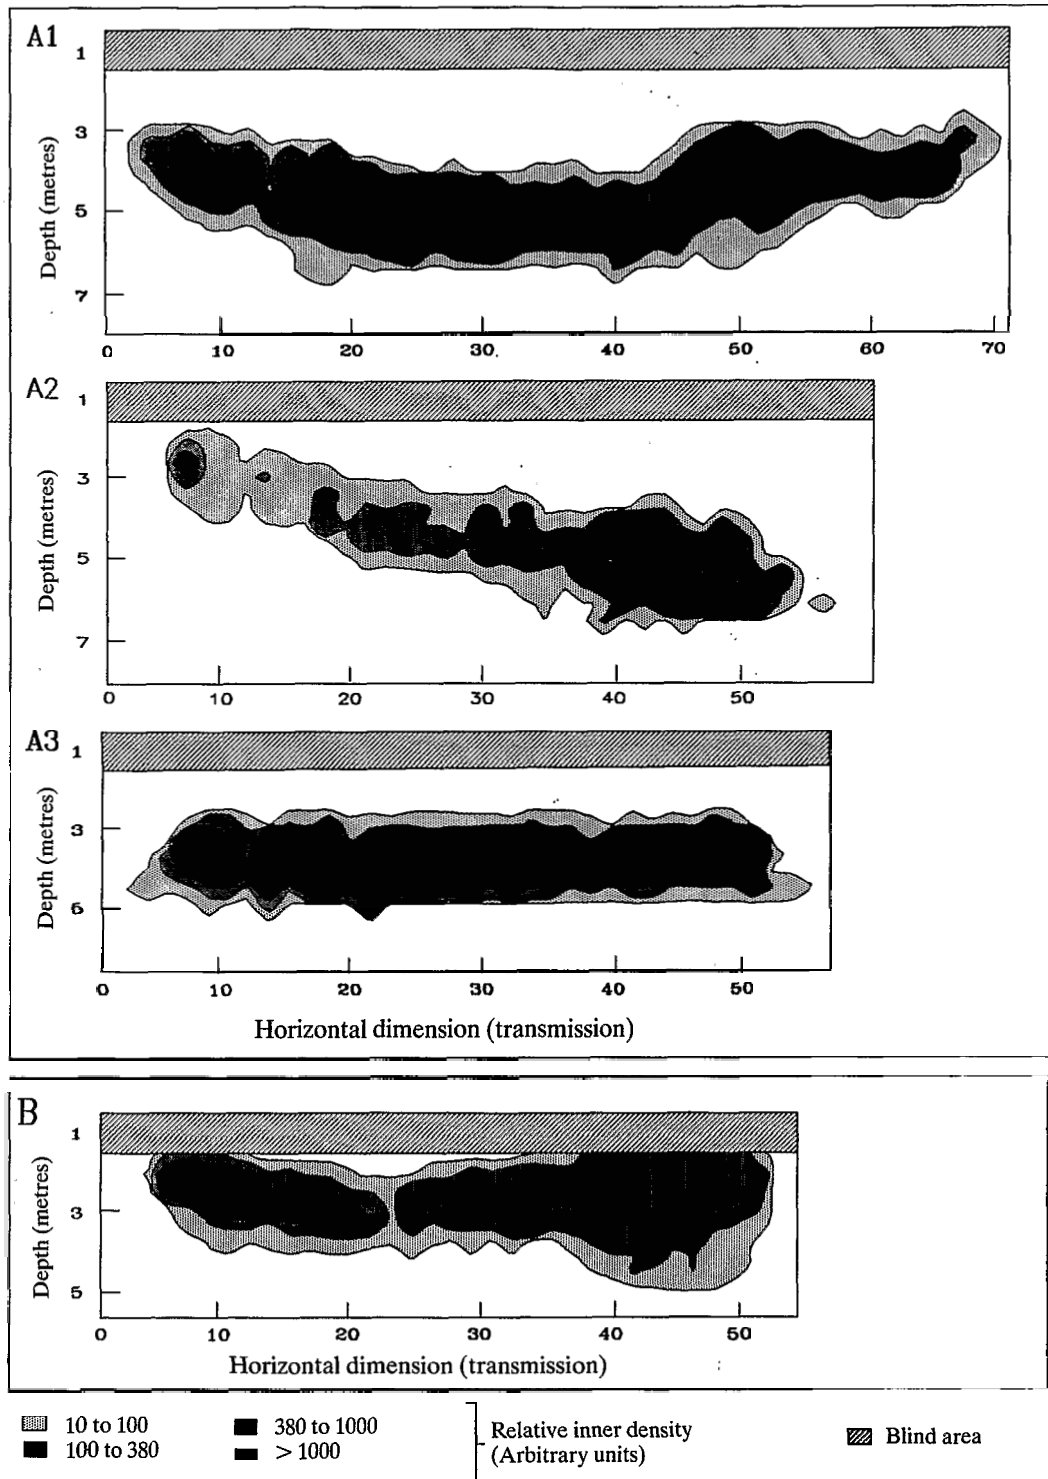 A1
1
3
5
7
Depth (metres)
0 10 20 30 40 50 60 70
A2
1
3
5
7
Depth (metres)
0 10 20 30 40 50
A3
1
3
6
Depth (metres)
0 10 20 30 40 50
Horizontal dimension (transmission)
B
1
3
5
Depth (metres)
0 10 20 30 40 50
Horizontal dimension (transmission)
10 to 100
100 to 380
380 to 1000
> 1000
Relative inner density
(Arbitrary units)
Blind area